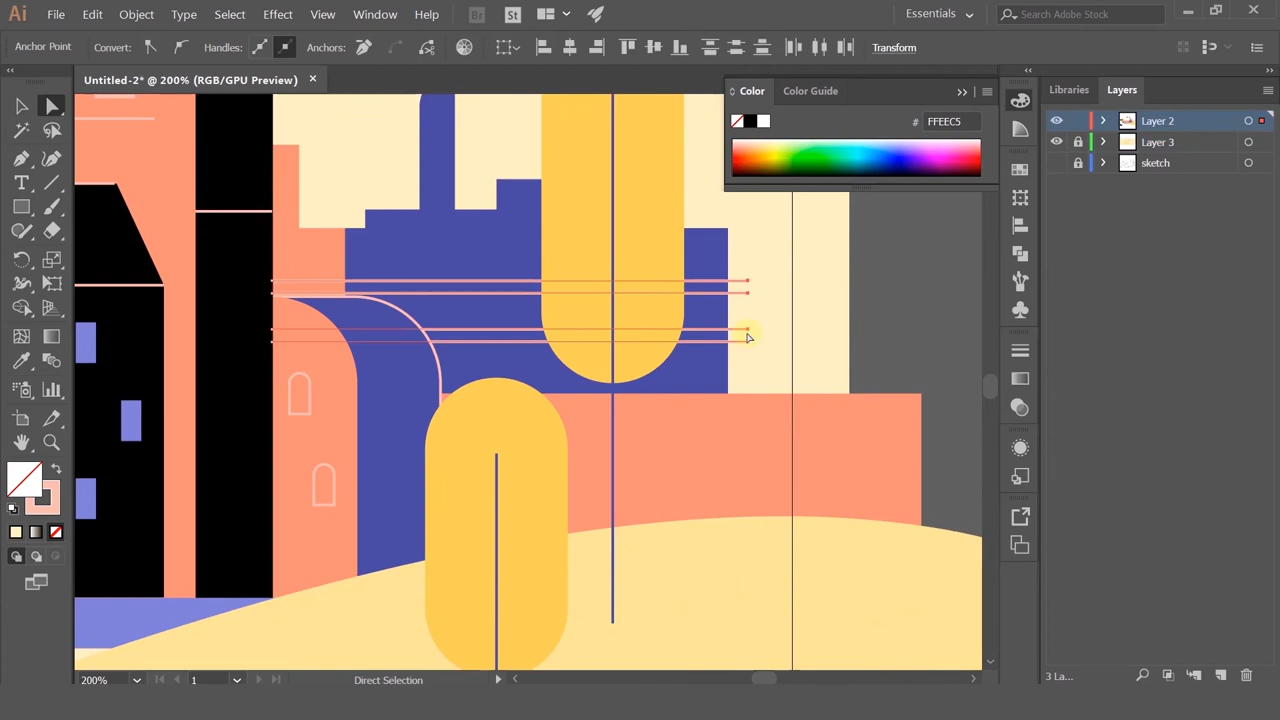 Ai File Edit Object Type Select Effect View Window Help Br St Essentials Search Adobe Stock
Anchor Point Convert: Handles: Anchors: Transform
Untitled-2* @ 200% (RGB/GPU Preview)
Color Color Guide
# FFEEC5
Libraries Layers
Layer 2
Layer 3
sketch
200% 1 Direct Selection
3 La...